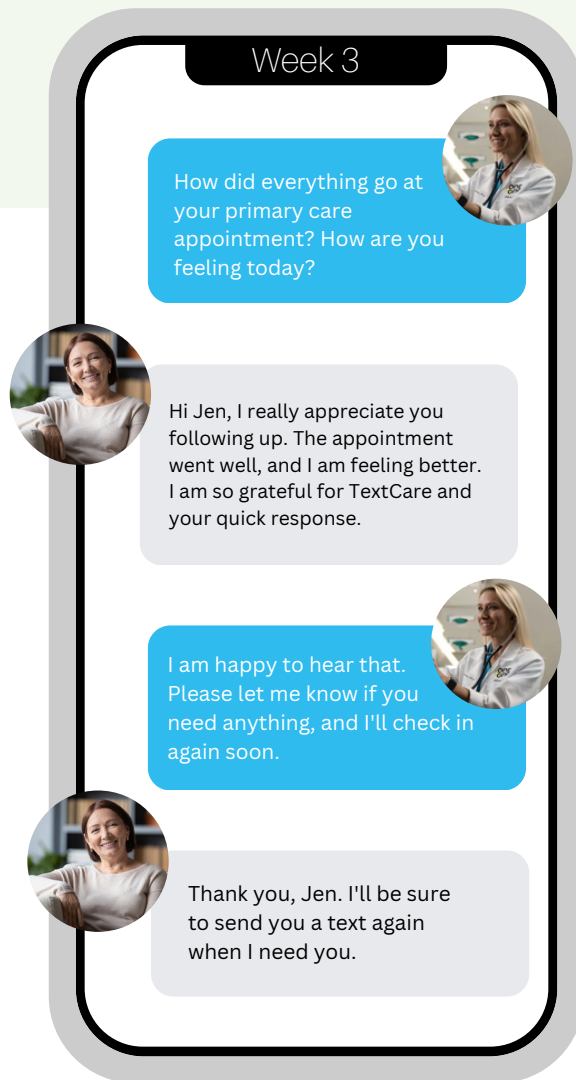 Week 3
How did everything go at
your primary care
appointment? How are you
feeling today?
Hi Jen, I really appreciate you
following up. The appointment
went well, and I am feeling better.
I am so grateful for TextCare and
your quick response.
I am happy to hear that.
Please let me know if you
need anything, and I'll check in
again soon.
Thank you, Jen. I'll be sure
to send you a text again
when I need you.